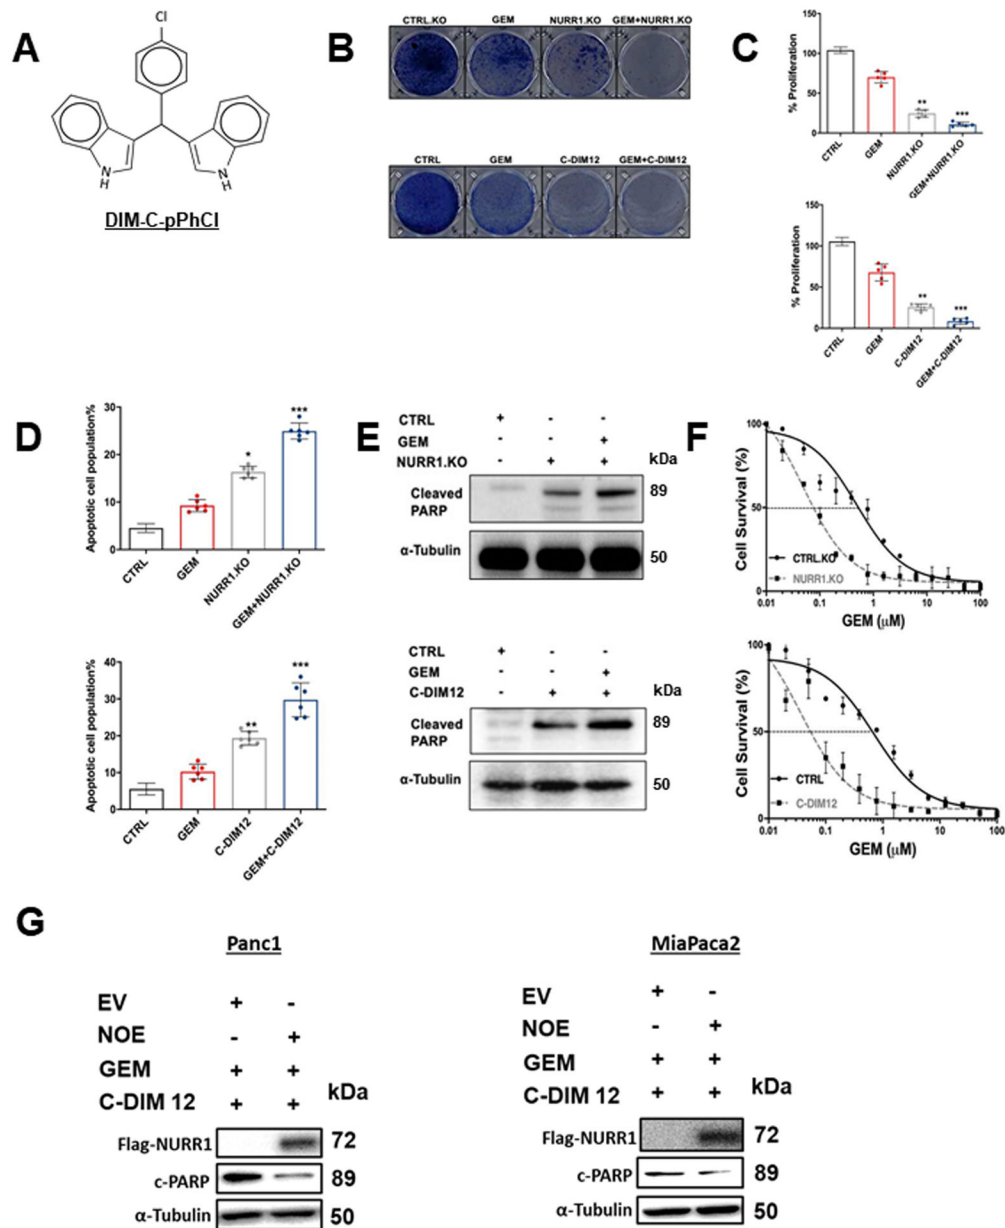 A
Cl
N
H
N
H
DIM-C-pPhCl
B
CTRL.KO GEM NURR1.KO GEM+NURR1.KO
CTRL GEM C-DIM12 GEM+C-DIM12
C
% Proliferation
150
100
50
0
**
***
CTRL
GEM
NURR1.KO
GEM+NURR1.KO
% Proliferation
150
100
50
0
**
***
CTRL
GEM
C-DIM12
GEM+C-DIM12
D
Apoptotic cell population%
30
20
10
0
*
***
CTRL
GEM
NURR1.KO
GEM+NURR1.KO
Apoptotic cell population%
40
30
20
10
0
**
***
CTRL
GEM
C-DIM12
GEM+C-DIM12
E
CTRL + - -
GEM - - +
NURR1.KO - + + kDa
Cleaved PARP 89
α-Tubulin 50
CTRL + - -
GEM - - +
C-DIM12 - + + kDa
Cleaved PARP 89
α-Tubulin 50
F
Cell Survival (%)
100
50
0
CTRL.KO
NURR1.KO
0.01 0.1 1 10 100
GEM (μM)
Cell Survival (%)
100
50
0
CTRL
C-DIM12
0.01 0.1 1 10 100
GEM (μM)
G
Panc1
EV + -
NOE - +
GEM + +
C-DIM 12 + + kDa
Flag-NURR1 72
c-PARP 89
α-Tubulin 50
MiaPaca2
EV + -
NOE - +
GEM + +
C-DIM 12 + + kDa
Flag-NURR1 72
c-PARP 89
α-Tubulin 50